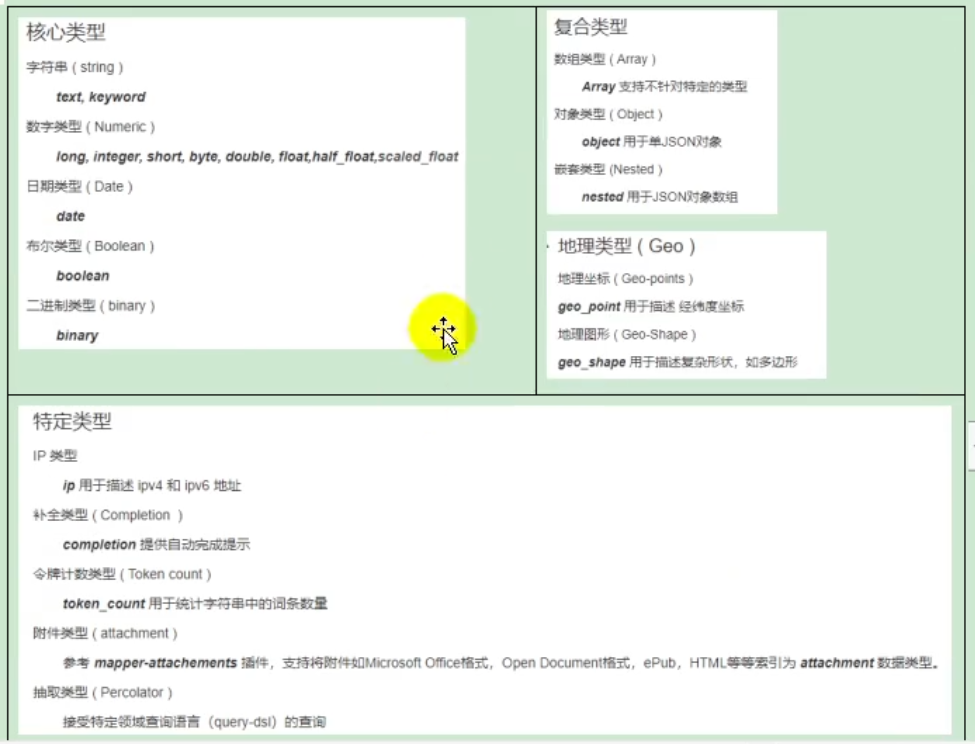 核心类型
字符串 ( string )
text, keyword
数字类型 ( Numeric )
long, integer, short, byte, double, float,half_float,scaled_float
日期类型 ( Date )
date
布尔类型 ( Boolean )
boolean
二进制类型 ( binary )
binary
复合类型
数组类型 ( Array )
Array 支持不针对特定的类型
对象类型 ( Object )
object 用于单JSON对象
嵌套类型 (Nested )
nested 用于JSON对象数组
地理类型 ( Geo )
地理坐标 ( Geo-points )
geo_point 用于描述 经纬度坐标
地理图形 ( Geo-Shape )
geo_shape 用于描述复杂形状，如多边形
特定类型
IP 类型
ip 用于描述 ipv4 和 ipv6 地址
补全类型 ( Completion )
completion 提供自动完成提示
令牌计数类型 ( Token count )
token_count 用于统计字符串中的词条数量
附件类型 ( attachment )
参考 mapper-attachements 插件，支持将附件如Microsoft Office格式，Open Document格式，ePub，HTML等等索引为 attachment 数据类型。
抽取类型 ( Percolator )
接受特定领域查询语言（query-dsl）的查询